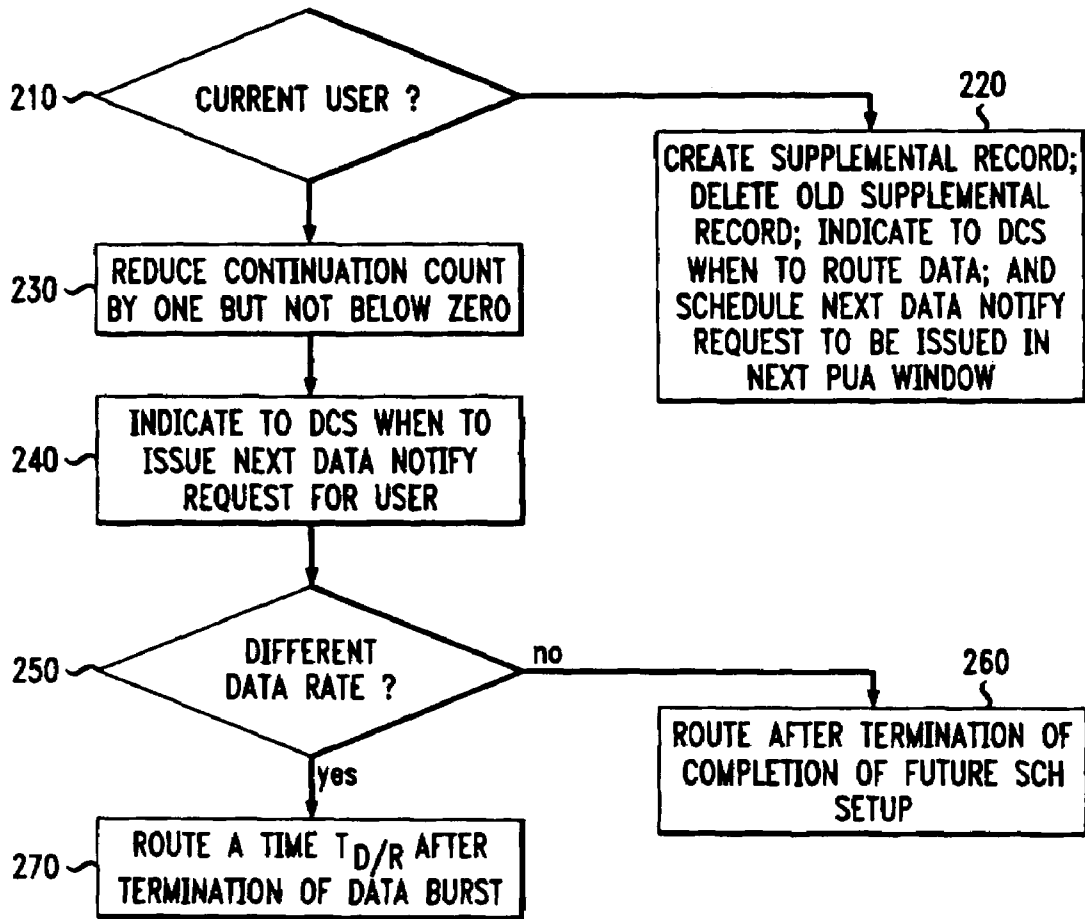 210
CURRENT USER ?
220
CREATE SUPPLEMENTAL RECORD;
DELETE OLD SUPPLEMENTAL
RECORD; INDICATE TO DCS
WHEN TO ROUTE DATA; AND
SCHEDULE NEXT DATA NOTIFY
REQUEST TO BE ISSUED IN
NEXT PUA WINDOW
230
REDUCE CONTINUATION COUNT
BY ONE BUT NOT BELOW ZERO
240
INDICATE TO DCS WHEN TO
ISSUE NEXT DATA NOTIFY
REQUEST FOR USER
250
DIFFERENT
DATA RATE ?
no
yes
260
ROUTE AFTER TERMINATION OF
COMPLETION OF FUTURE SCH
SETUP
270
ROUTE A TIME T_D/R AFTER
TERMINATION OF DATA BURST